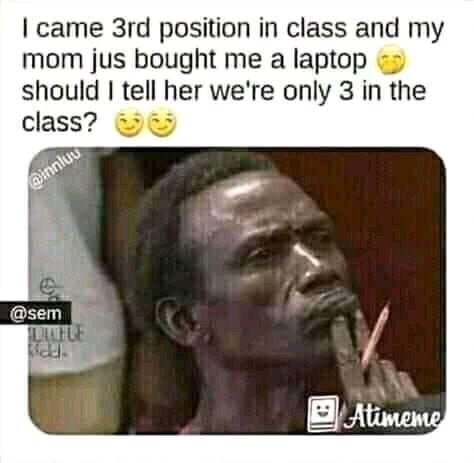 I came 3rd position in class and my
mom jus bought me a laptop 🤭
should I tell her we're only 3 in the
class? 😏😏
@innluu
@sem
Atimeme